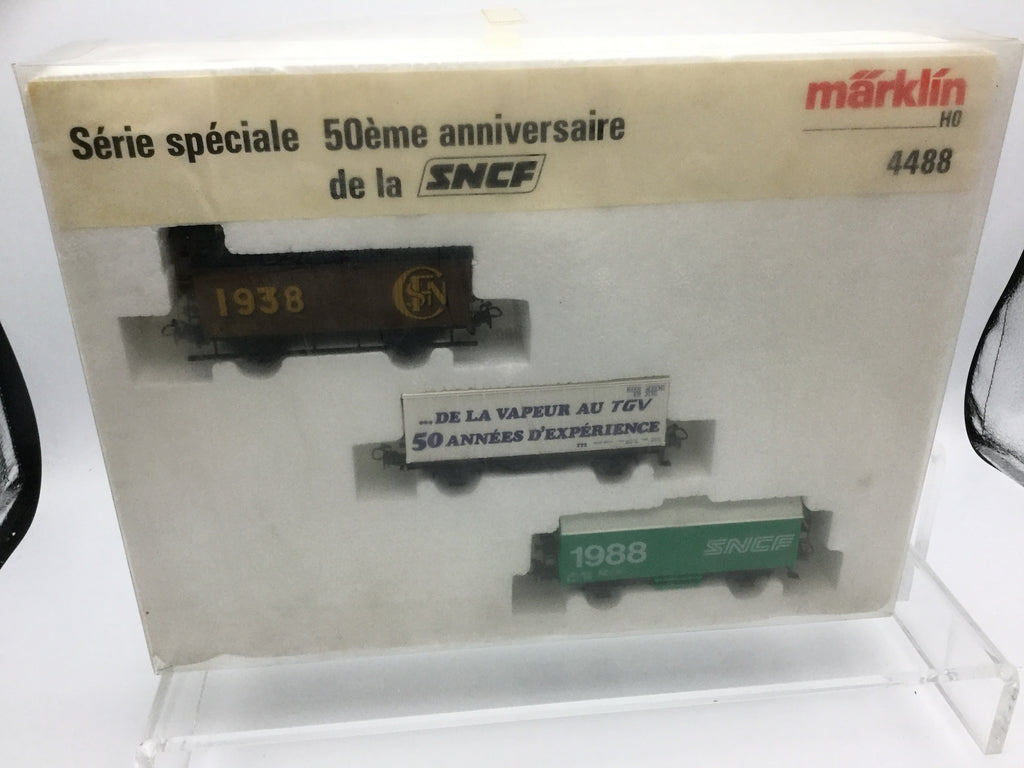 Série spéciale 50ème anniversaire
de la SNCF
märklin
HO
4488
1938
SNCF
...DE LA VAPEUR AU TGV
50 ANNÉES D'EXPÉRIENCE
1988
SNCF